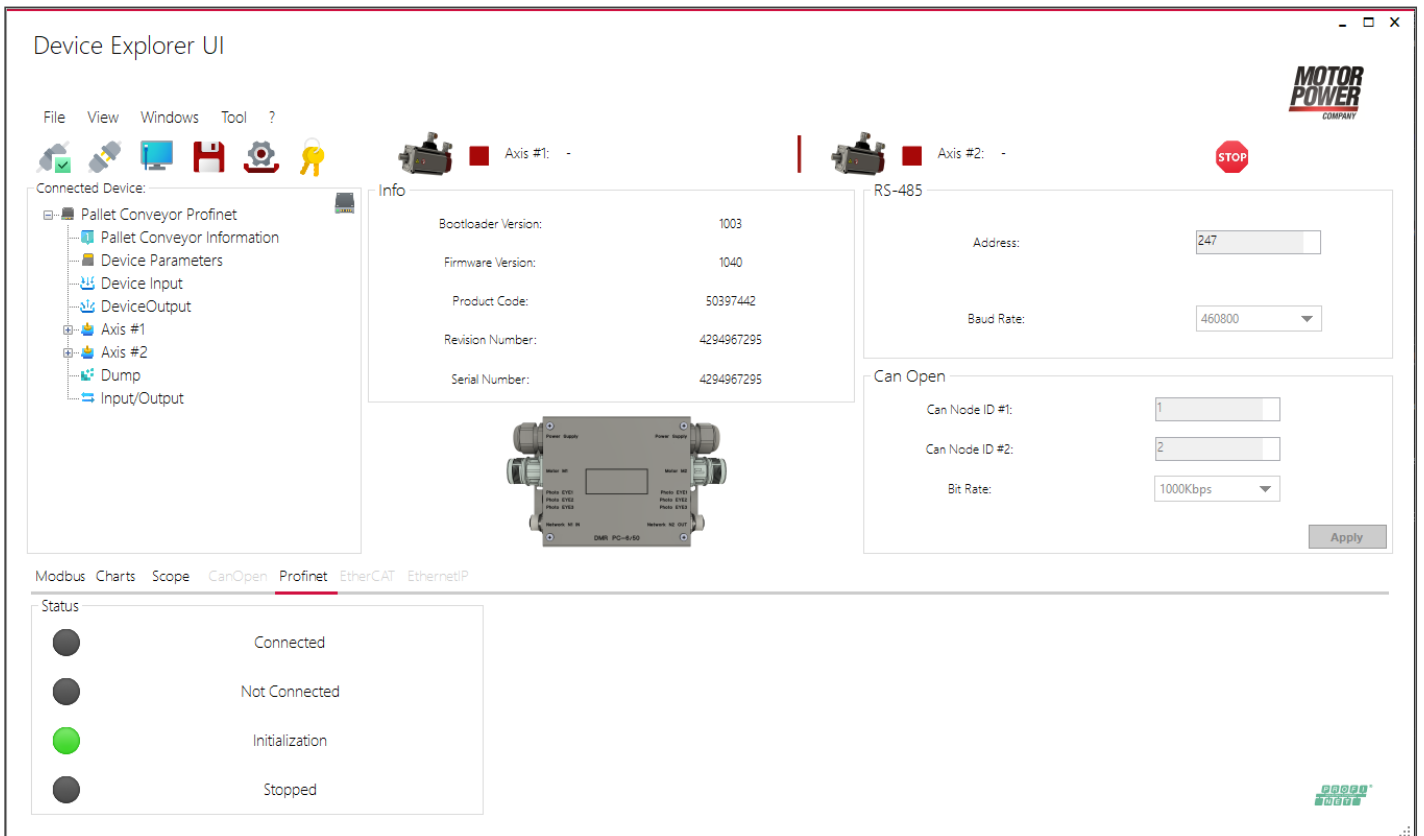 Device Explorer UI
MOTOR
POWER
COMPANY
File View Windows Tool ?
Axis #1: -
Axis #2: -
STOP
Connected Device:
Pallet Conveyor Profinet
Pallet Conveyor Information
Device Parameters
Device Input
DeviceOutput
Axis #1
Axis #2
Dump
Input/Output
Info
Bootloader Version: 1003
Firmware Version: 1040
Product Code: 50397442
Revision Number: 4294967295
Serial Number: 4294967295
Power Supply Power Supply
Motor M1 Motor M2
Photo EYE1 Photo EYE1
Photo EYE2 Photo EYE2
Photo EYE3 Photo EYE3
Network N1 IN Network N2 OUT
DMR PC-6/50
RS-485
Address: 247
Baud Rate: 460800
Can Open
Can Node ID #1: 1
Can Node ID #2: 2
Bit Rate: 1000Kbps
Apply
Modbus Charts Scope CanOpen Profinet EtherCAT EthernetIP
Status
Connected
Not Connected
Initialization
Stopped
PROFI
NET